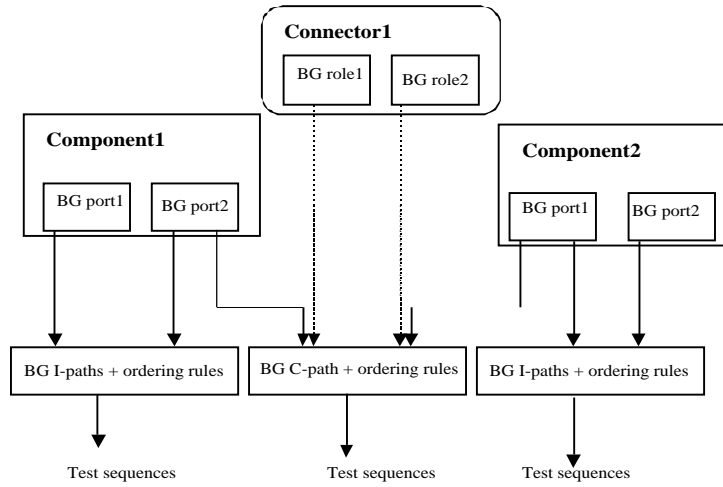 Connector1
BG role1
BG role2
Component1
BG port1
BG port2
Component2
BG port1
BG port2
BG I-paths + ordering rules
BG C-path + ordering rules
BG I-paths + ordering rules
Test sequences
Test sequences
Test sequences